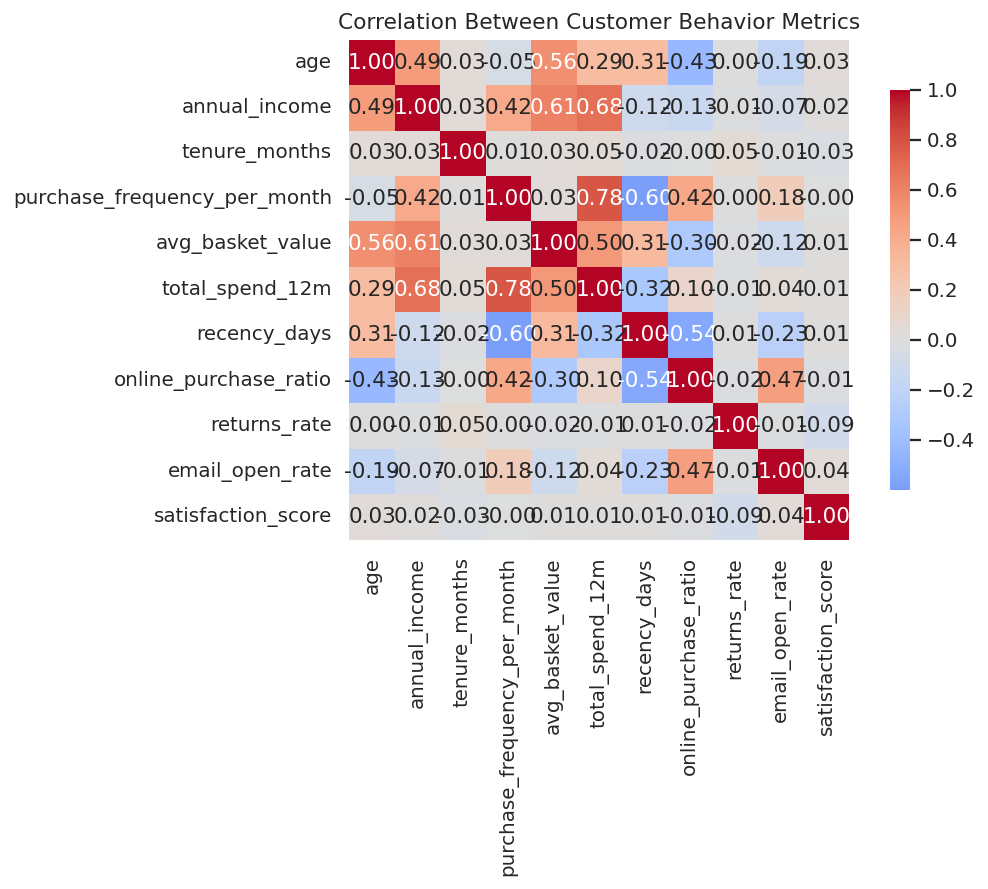 Correlation Between Customer Behavior Metrics
age 1.00 0.49 0.03 -0.05 0.56 0.29 0.31 -0.43 0.00 -0.19 0.03
annual_income 0.49 1.00 0.03 0.42 0.61 0.68 -0.12 -0.13 -0.01 -0.07 0.02
tenure_months 0.03 0.03 1.00 0.01 0.03 0.05 -0.02 -0.00 0.05 -0.01 -0.03
purchase_frequency_per_month -0.05 0.42 0.01 1.00 0.03 0.78 -0.60 0.42 0.00 0.18 -0.00
avg_basket_value 0.56 0.61 0.03 0.03 1.00 0.50 0.31 -0.30 -0.02 -0.12 0.01
total_spend_12m 0.29 0.68 0.05 0.78 0.50 1.00 -0.32 0.10 -0.01 0.04 0.01
recency_days 0.31 -0.12 -0.02 -0.60 0.31 -0.32 1.00 -0.54 0.01 -0.23 0.01
online_purchase_ratio -0.43 -0.13 -0.00 0.42 -0.30 0.10 -0.54 1.00 -0.02 0.47 -0.01
returns_rate 0.00 -0.01 0.05 0.00 -0.02 -0.01 0.01 -0.02 1.00 -0.01 -0.09
email_open_rate -0.19 -0.07 -0.01 0.18 -0.12 0.04 -0.23 0.47 -0.01 1.00 0.04
satisfaction_score 0.03 0.02 -0.03 -0.00 0.01 0.01 0.01 -0.01 -0.09 0.04 1.00
age
annual_income
tenure_months
purchase_frequency_per_month
avg_basket_value
total_spend_12m
recency_days
online_purchase_ratio
returns_rate
email_open_rate
satisfaction_score
1.0
0.8
0.6
0.4
0.2
0.0
−0.2
−0.4